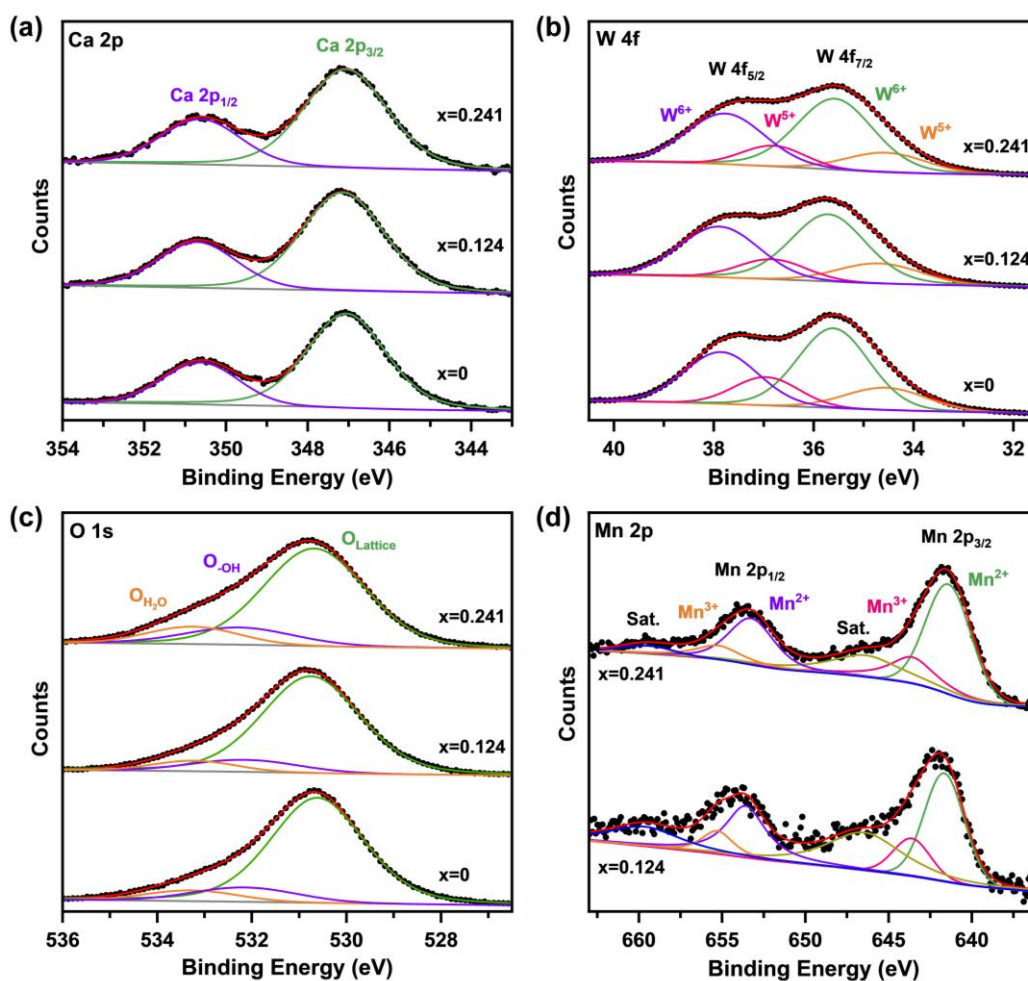 (a)
Ca 2p
Ca 2p3/2
Ca 2p1/2
x=0.241
x=0.124
x=0
Counts
354 352 350 348 346 344
Binding Energy (eV)
(b)
W 4f
W 4f5/2 W 4f7/2
W6+ W5+ W6+ W5+
x=0.241
x=0.124
x=0
Counts
40 38 36 34 32
Binding Energy (eV)
(c)
O 1s
OLattice
O-OH
OH2O
x=0.241
x=0.124
x=0
Counts
536 534 532 530 528
Binding Energy (eV)
(d)
Mn 2p
Mn 2p3/2
Mn 2p1/2
Sat. Mn3+ Mn2+ Sat. Mn3+ Mn2+
x=0.241
x=0.124
Counts
660 655 650 645 640
Binding Energy (eV)